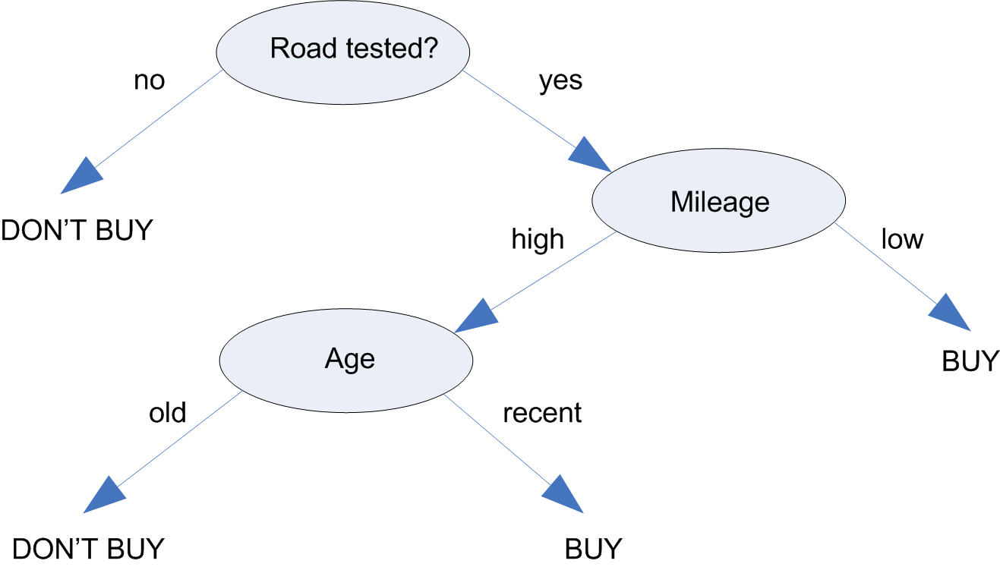 Road tested?
no
yes
DON’T BUY
Mileage
high
low
Age
BUY
old
recent
DON’T BUY
BUY